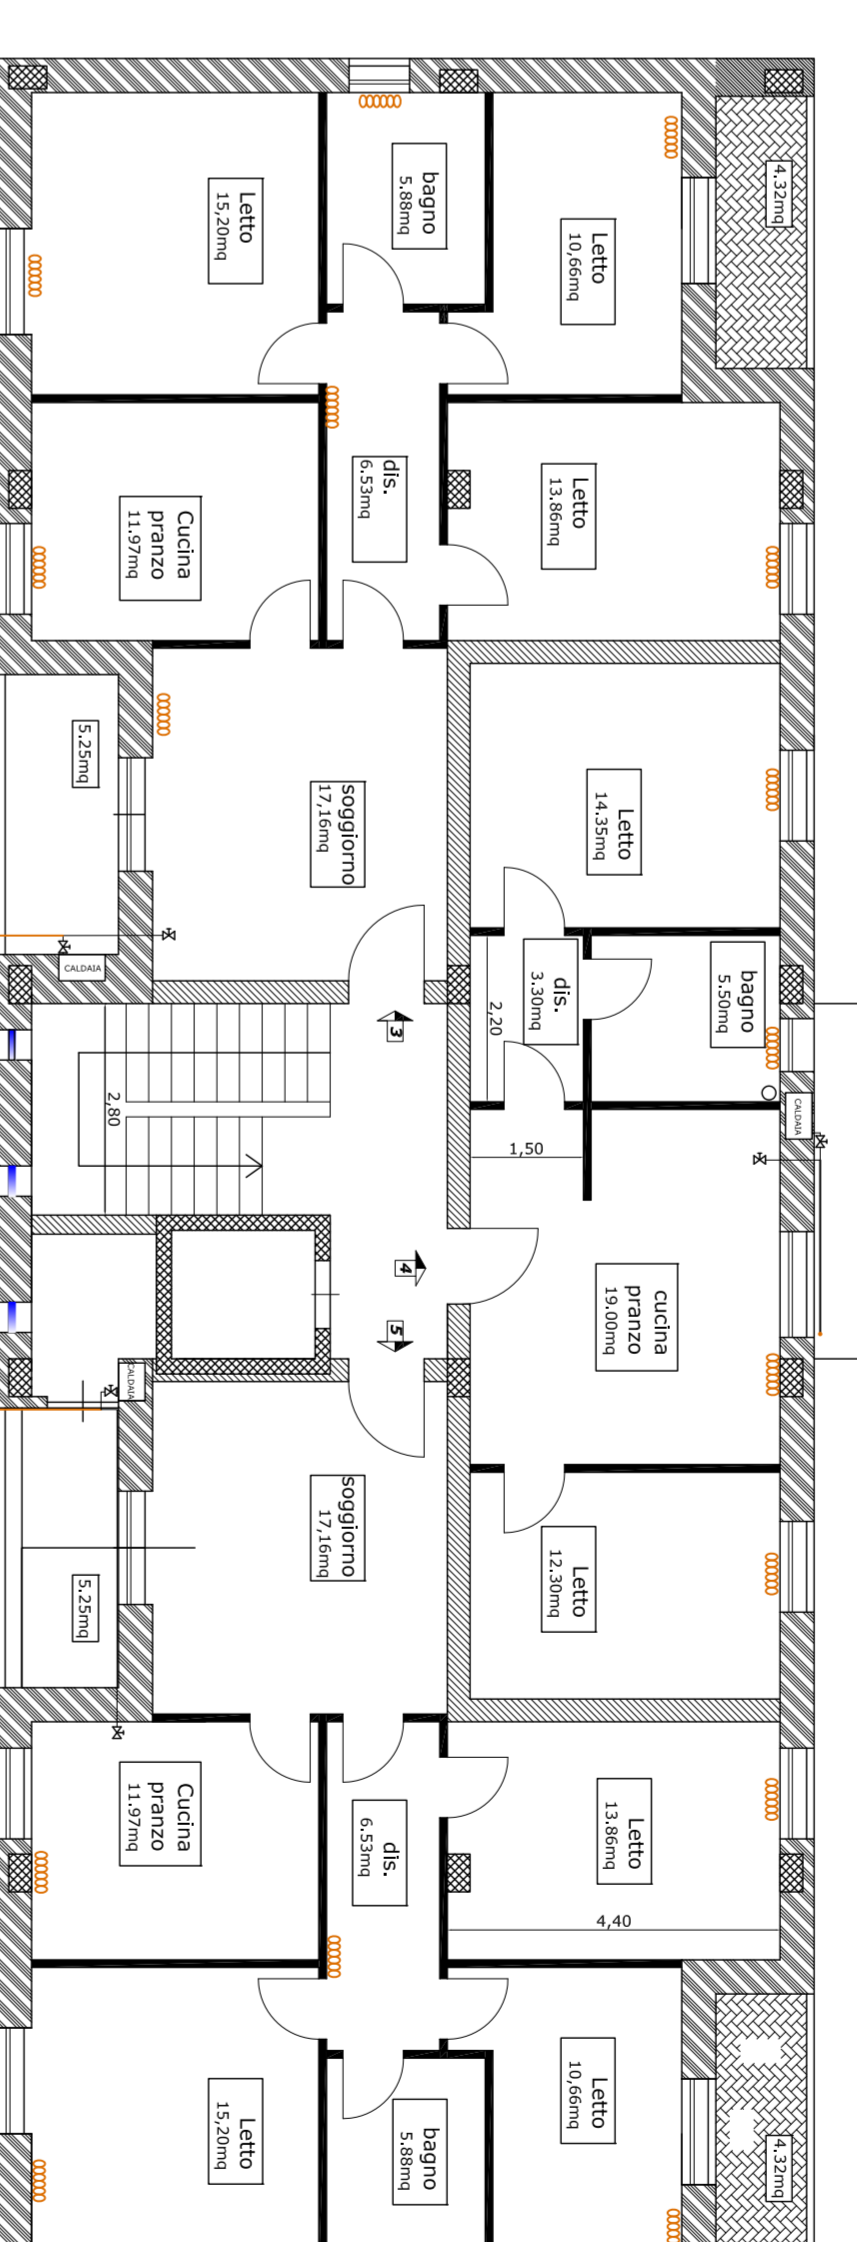 4.32mq
bagno
5.88mq
Letto
15,20mq
Letto
10,66mq
dis.
6.53mq
Letto
13.86mq
Cucina
pranzo
11.97mq
5.25mq
soggiorno
17,16mq
Letto
14.35mq
CALDAIA
dis.
3.30mq
bagno
5.50mq
2,20
3
2,80
CALDAIA
1,50
4
cucina
pranzo
19.00mq
5
CALDAIA
soggiorno
17,16mq
Letto
12.30mq
5.25mq
Cucina
pranzo
11.97mq
dis.
6.53mq
Letto
13.86mq
4,40
Letto
10,66mq
Letto
15,20mq
bagno
5.88mq
4.32mq